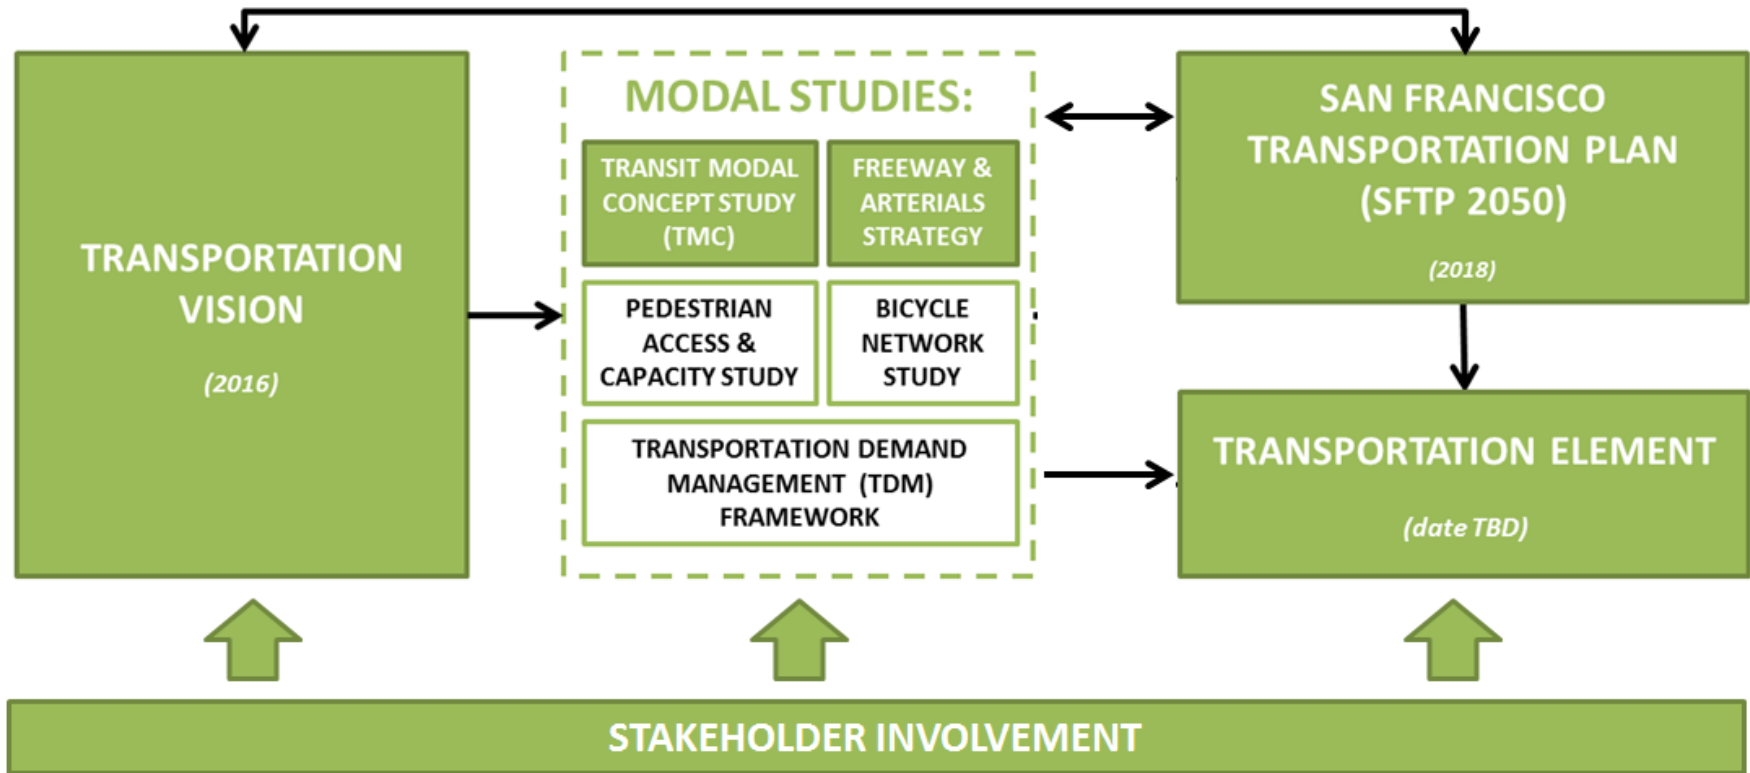 TRANSPORTATION
VISION
(2016)
MODAL STUDIES:
TRANSIT MODAL
CONCEPT STUDY
(TMC)
FREEWAY &
ARTERIALS
STRATEGY
PEDESTRIAN
ACCESS &
CAPACITY STUDY
BICYCLE
NETWORK
STUDY
TRANSPORTATION DEMAND
MANAGEMENT (TDM)
FRAMEWORK
SAN FRANCISCO
TRANSPORTATION PLAN
(SFTP 2050)
(2018)
TRANSPORTATION ELEMENT
(date TBD)
STAKEHOLDER INVOLVEMENT